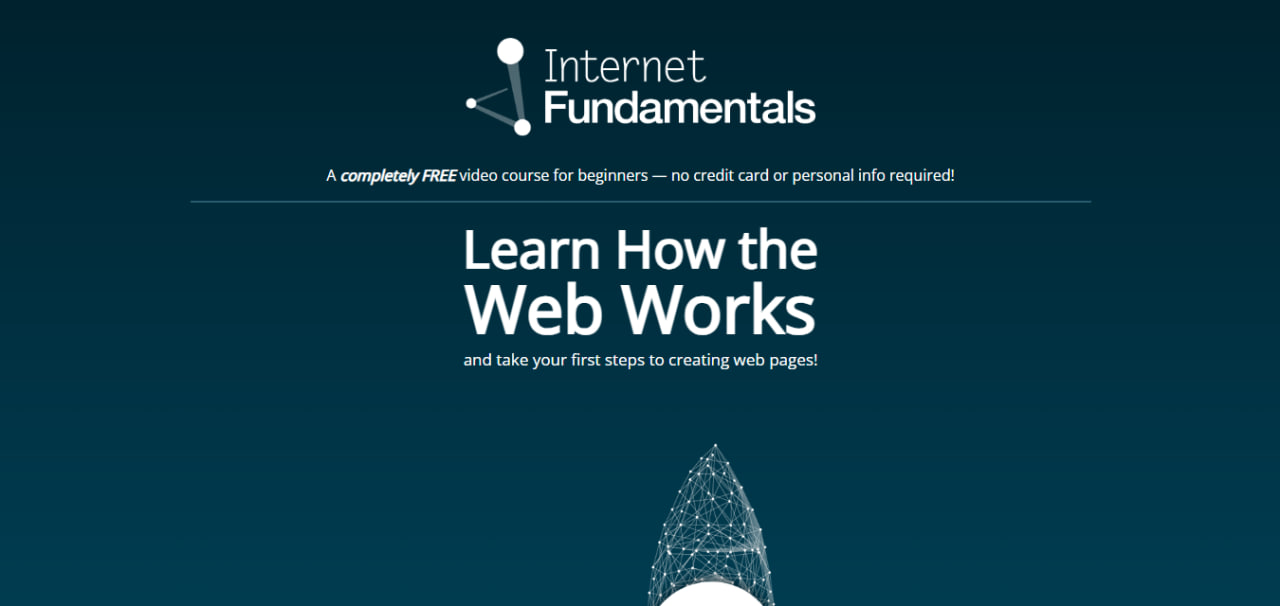 Internet
Fundamentals
A completely FREE video course for beginners — no credit card or personal info required!
Learn How the
Web Works
and take your first steps to creating web pages!